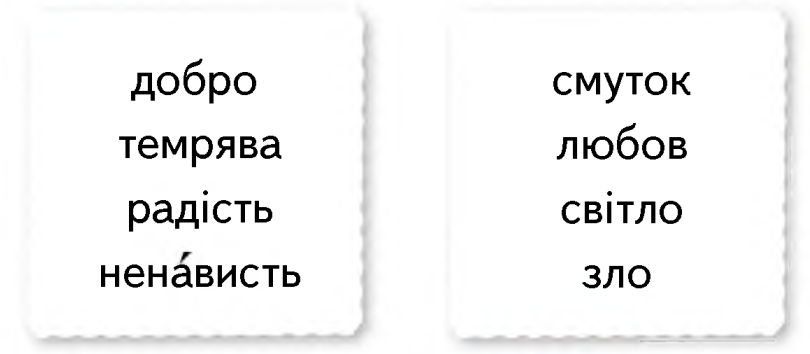 добро
темрява
радість
нена́висть
смуток
любов
світло
зло